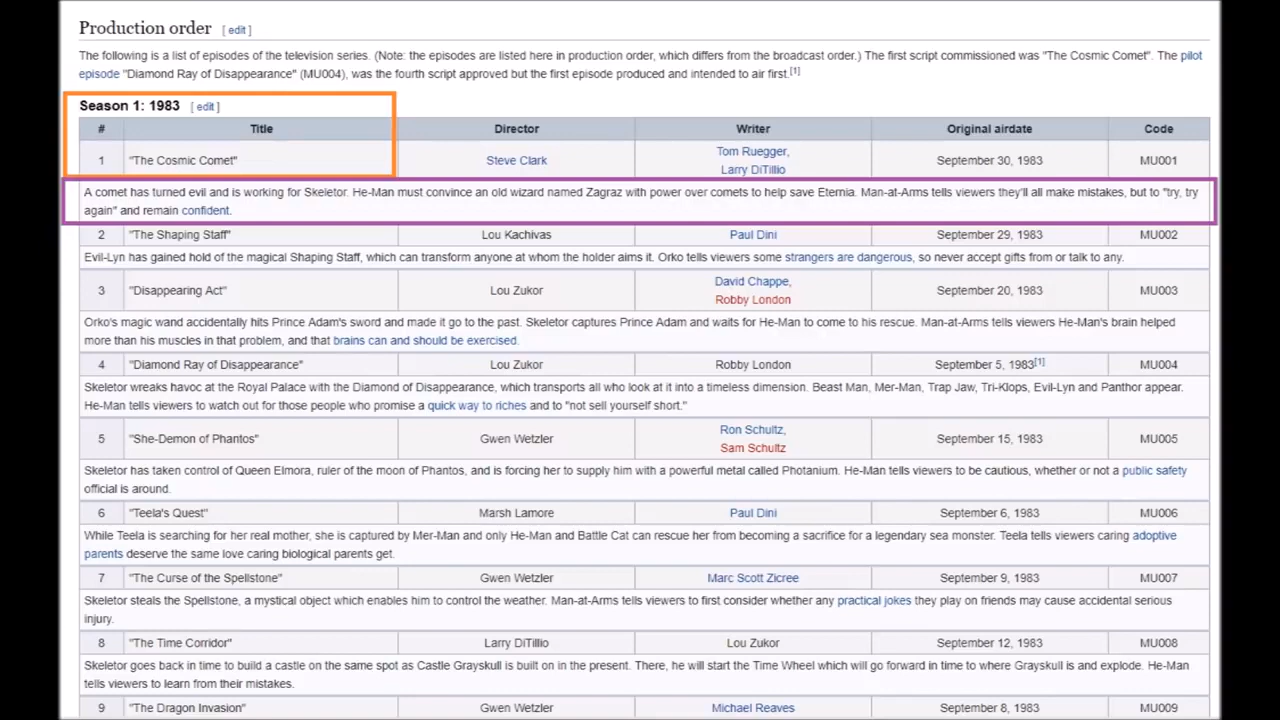 Production order [ edit ]
The following is a list of episodes of the television series. (Note: the episodes are listed here in production order, which differs from the broadcast order.) The first script commissioned was "The Cosmic Comet". The pilot
episode "Diamond Ray of Disappearance" (MU004), was the fourth script approved but the first episode produced and intended to air first.[1]
Season 1: 1983 [ edit ]
# Title Director Writer Original airdate Code
1 "The Cosmic Comet" Steve Clark Tom Ruegger, Larry DiTillio September 30, 1983 MU001
A comet has turned evil and is working for Skeletor. He-Man must convince an old wizard named Zagraz with power over comets to help save Eternia. Man-at-Arms tells viewers they'll all make mistakes, but to "try, try
again" and remain confident.
2 "The Shaping Staff" Lou Kachivas Paul Dini September 29, 1983 MU002
Evil-Lyn has gained hold of the magical Shaping Staff, which can transform anyone at whom the holder aims it. Orko tells viewers some strangers are dangerous, so never accept gifts from or talk to any.
3 "Disappearing Act" Lou Zukor David Chappe, Robby London September 20, 1983 MU003
Orko's magic wand accidentally hits Prince Adam's sword and made it go to the past. Skeletor captures Prince Adam and waits for He-Man to come to his rescue. Man-at-Arms tells viewers He-Man's brain helped
more than his muscles in that problem, and that brains can and should be exercised.
4 "Diamond Ray of Disappearance" Lou Zukor Robby London September 5, 1983[1] MU004
Skeletor wreaks havoc at the Royal Palace with the Diamond of Disappearance, which transports all who look at it into a timeless dimension. Beast Man, Mer-Man, Trap Jaw, Tri-Klops, Evil-Lyn and Panthor appear.
He-Man tells viewers to watch out for those people who promise a quick way to riches and to "not sell yourself short."
5 "She-Demon of Phantos" Gwen Wetzler Ron Schultz, Sam Schultz September 15, 1983 MU005
Skeletor has taken control of Queen Elmora, ruler of the moon of Phantos, and is forcing her to supply him with a powerful metal called Photanium. He-Man tells viewers to be cautious, whether or not a public safety
official is around.
6 "Teela's Quest" Marsh Lamore Paul Dini September 6, 1983 MU006
While Teela is searching for her real mother, she is captured by Mer-Man and only He-Man and Battle Cat can rescue her from becoming a sacrifice for a legendary sea monster. Teela tells viewers caring adoptive
parents deserve the same love caring biological parents get.
7 "The Curse of the Spellstone" Gwen Wetzler Marc Scott Zicree September 9, 1983 MU007
Skeletor steals the Spellstone, a mystical object which enables him to control the weather. Man-at-Arms tells viewers to first consider whether any practical jokes they play on friends may cause accidental serious
injury.
8 "The Time Corridor" Larry DiTillio Lou Zukor September 12, 1983 MU008
Skeletor goes back in time to build a castle on the same spot as Castle Grayskull is built on in the present. There, he will start the Time Wheel which will go forward in time to where Grayskull is and explode. He-Man
tells viewers to learn from their mistakes.
9 "The Dragon Invasion" Gwen Wetzler Michael Reaves September 8, 1983 MU009